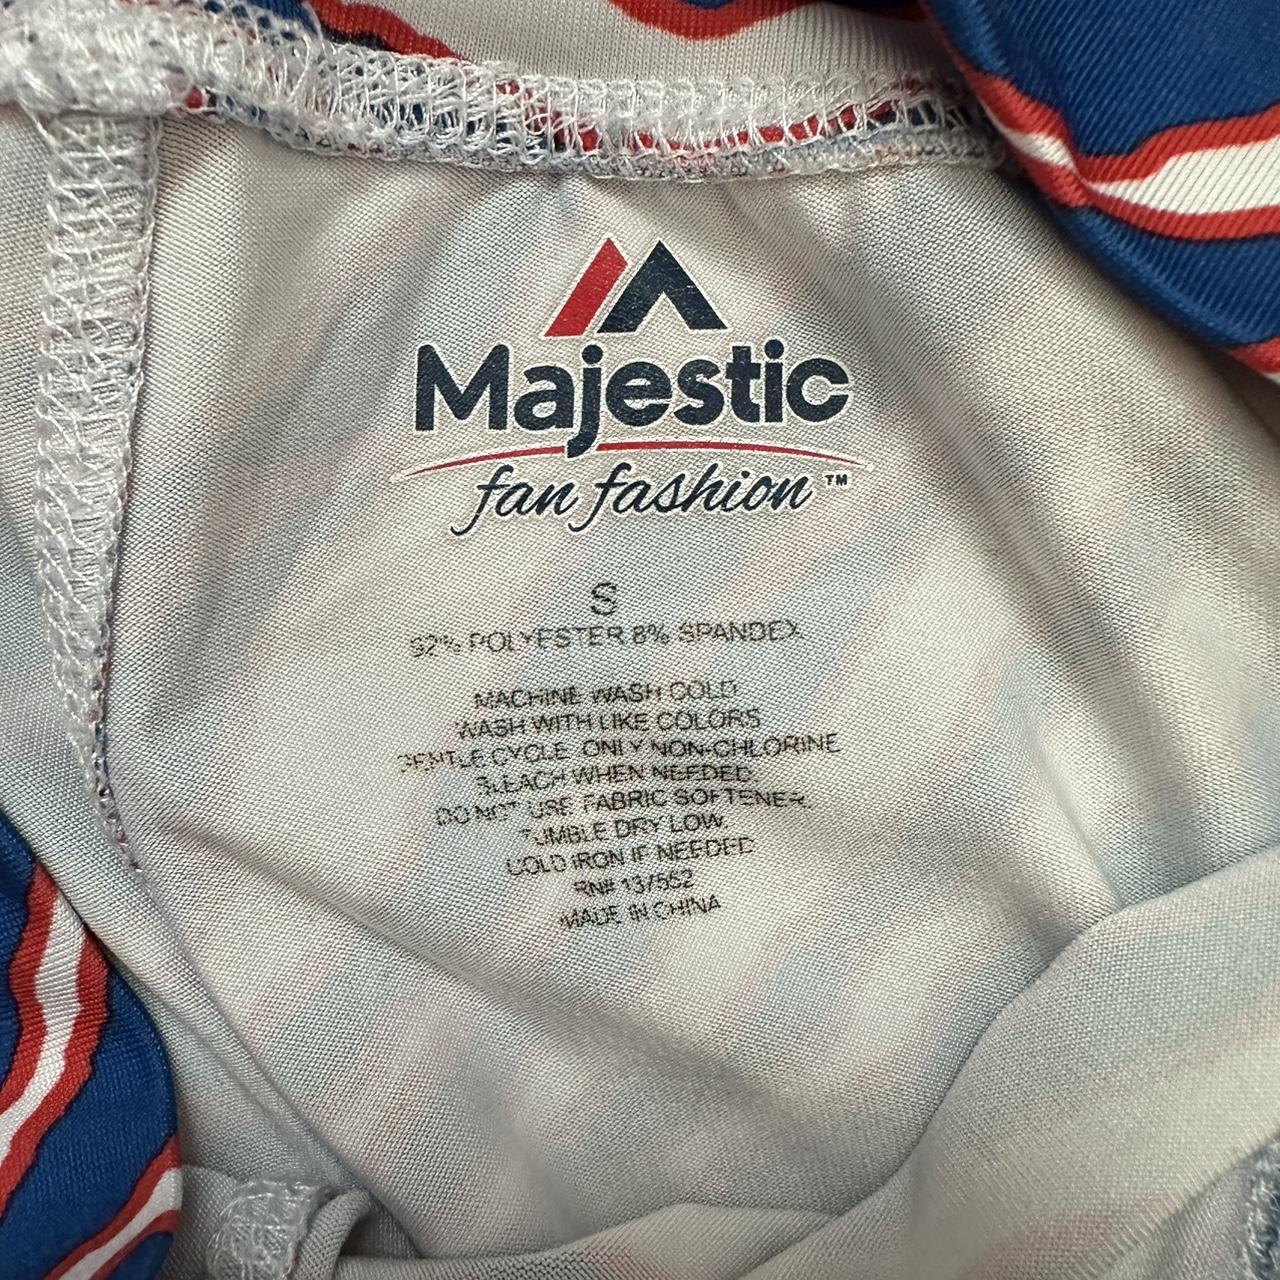 Majestic
fan fashion™
S
92% POLYESTER 8% SPANDEX
MACHINE WASH COLD
WASH WITH LIKE COLORS
GENTLE CYCLE ONLY NON-CHLORINE
BLEACH WHEN NEEDED
DO NOT USE FABRIC SOFTENER
TUMBLE DRY LOW
COLD IRON IF NEEDED
RN#
MADE IN CHINA